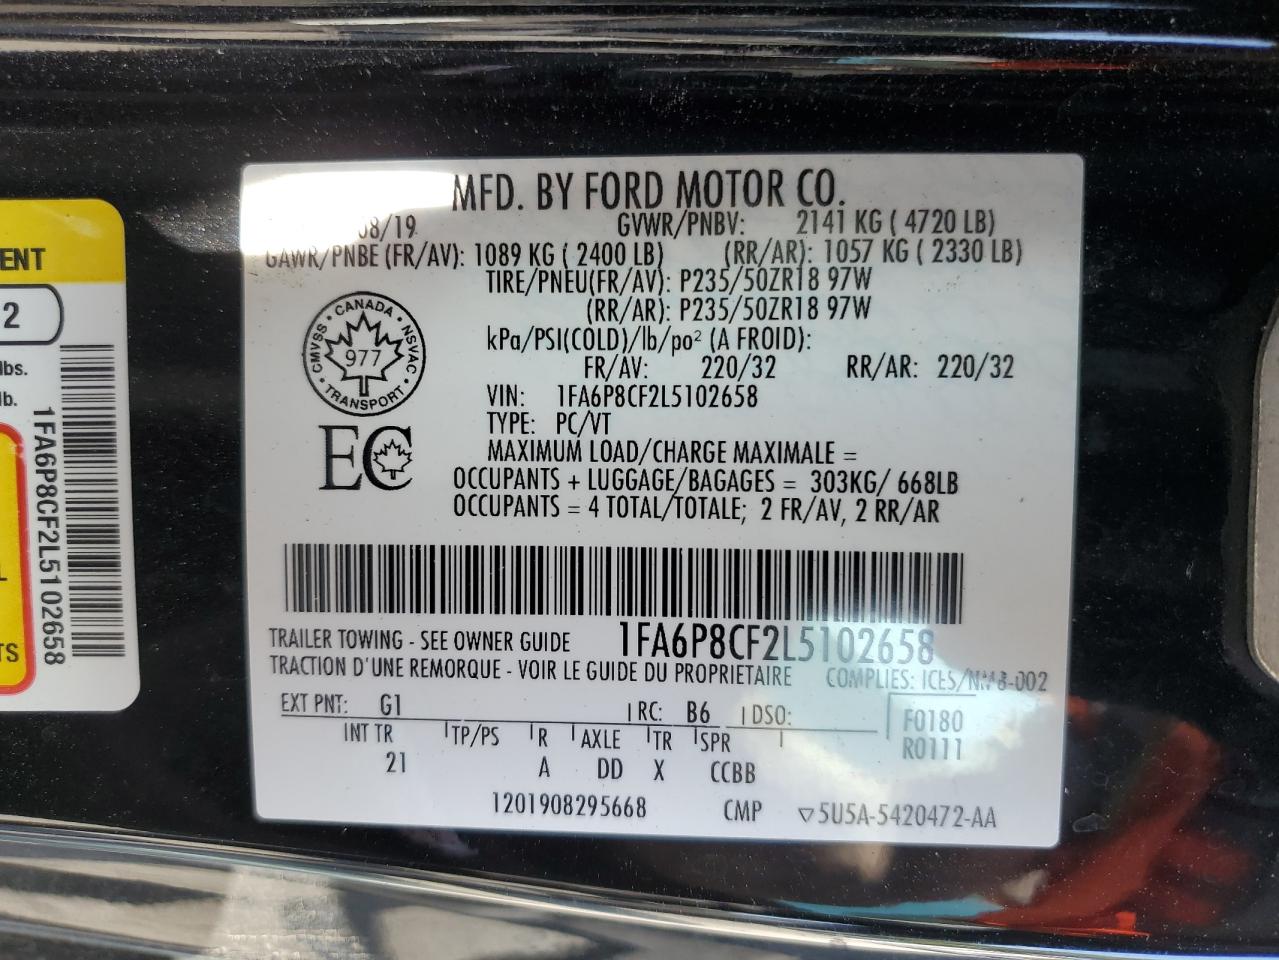 ENT
2
lbs.
lb.
L
TS
1FA6P8CF2L5102658
MFD. BY FORD MOTOR CO.
08/19 GVWR/PNBV: 2141 KG ( 4720 LB)
GAWR/PNBE (FR/AV): 1089 KG ( 2400 LB) (RR/AR): 1057 KG ( 2330 LB)
TIRE/PNEU(FR/AV): P235/50ZR18 97W
(RR/AR): P235/50ZR18 97W
kPa/PSI(COLD)/lb/po² (A FROID):
FR/AV: 220/32 RR/AR: 220/32
CMVSS CANADA NSVAC
977
TRANSPORT
VIN: 1FA6P8CF2L5102658
TYPE: PC/VT
EC
MAXIMUM LOAD/CHARGE MAXIMALE =
OCCUPANTS + LUGGAGE/BAGAGES = 303KG/ 668LB
OCCUPANTS = 4 TOTAL/TOTALE; 2 FR/AV, 2 RR/AR
TRAILER TOWING - SEE OWNER GUIDE 1FA6P8CF2L5102658
TRACTION D'UNE REMORQUE - VOIR LE GUIDE DU PROPRIETAIRE COMPLIES: ICES/NMB-002
EXT PNT: G1 RC: B6 DSO: F0180
INT TR TP/PS R AXLE TR SPR R0111
21 A DD X CCBB
1201908295668 CMP ▽5U5A-5420472-AA